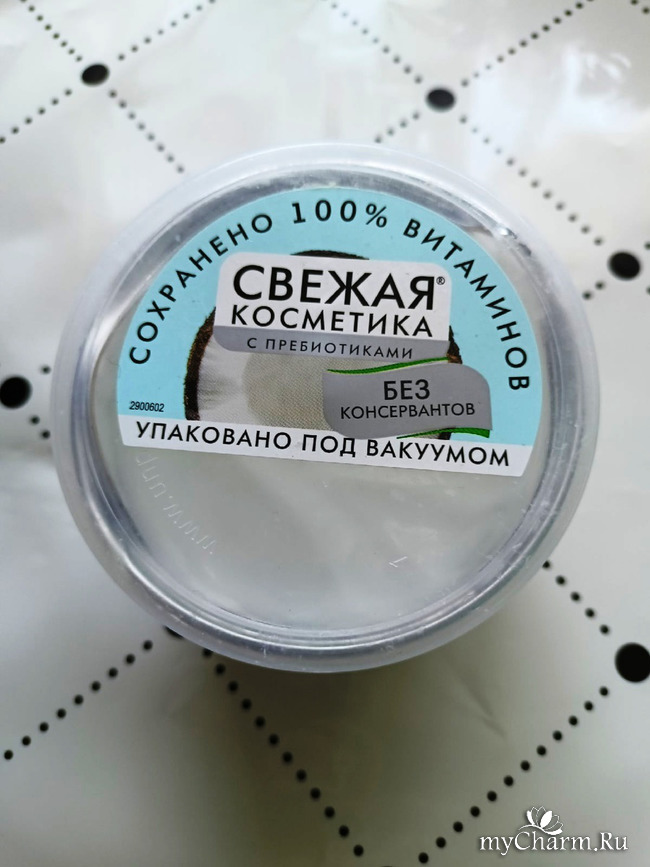 СОХРАНЕНО 100% ВИТАМИНОВ
СВЕЖАЯ®
КОСМЕТИКА
С ПРЕБИОТИКАМИ
БЕЗ
КОНСЕРВАНТОВ
2900602
УПАКОВАНО ПОД ВАКУУМОМ
myCharm.Ru